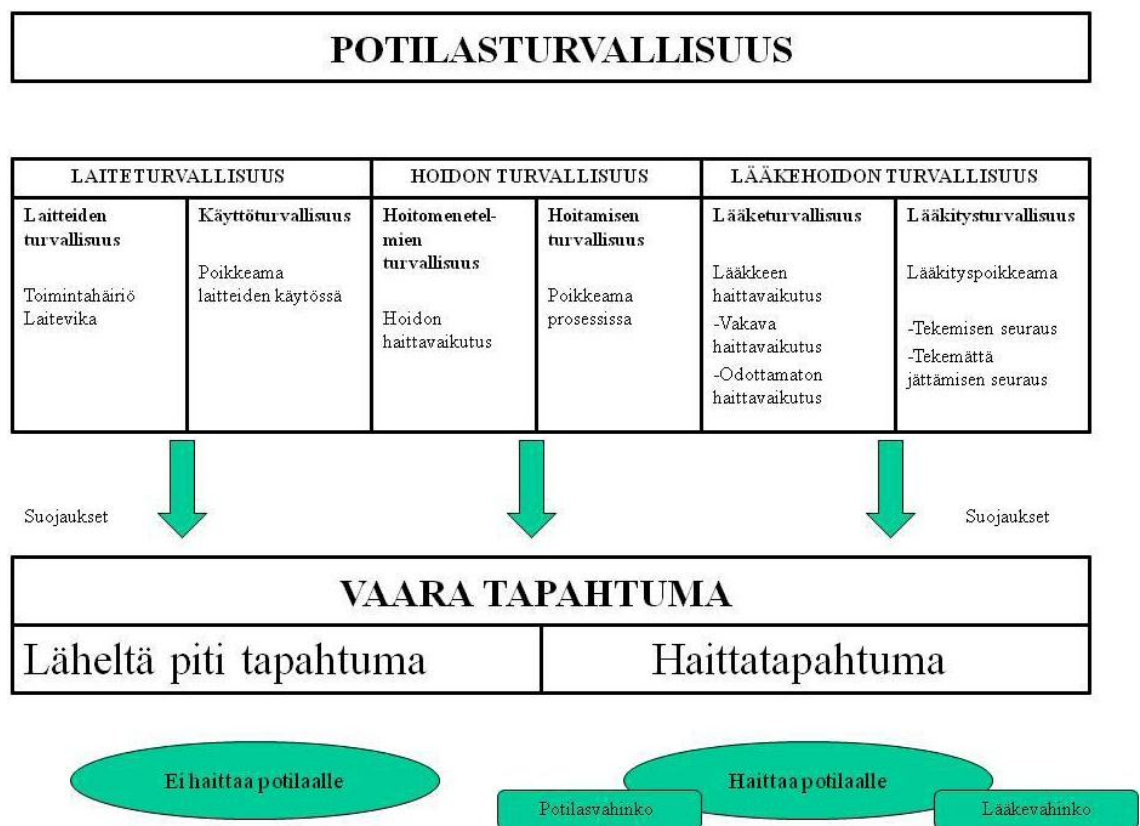 POTILASTURVALLISUUS
LAITETURVALLISUUS
HOIDON TURVALLISUUS
LÄÄKEHOIDON TURVALLISUUS
Laitteiden
turvallisuus
Toimintahäiriö
Laitevika
Käyttöturvallisuus
Poikkeama
laitteiden käytössä
Hoitomenetel-
mien
turvallisuus
Hoidon
haittavaikutus
Hoitamisen
turvallisuus
Poikkeama
prosessissa
Lääketurvallisuus
Lääkkeen
haittavaikutus
-Vakava
haittavaikutus
-Odottamaton
haittavaikutus
Lääkitysturvallisuus
Lääkityspoikkeama
-Tekemisen seuraus
-Tekemättä
jättämisen seuraus
Suojaukset
Suojaukset
VAARA TAPAHTUMA
Läheltä piti tapahtuma
Haittatapahtuma
Ei haittaa potilaalle
Haittaa potilaalle
Potilasvahinko
Lääkevahinko